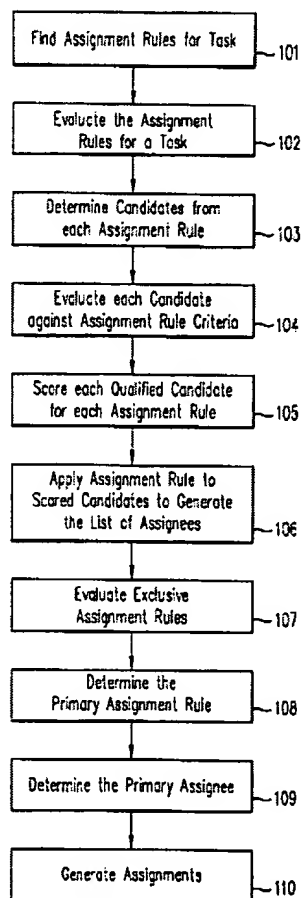 Find Assignment Rules for Task
101
Evaluate the Assignment
Rules for a Task
102
Determine Candidates from
each Assignment Rule
103
Evaluate each Candidate
against Assignment Rule Criteria
104
Score each Qualified Candidate
for each Assignment Rule
105
Apply Assignment Rule to
Scored Candidates to Generate
the List of Assignees
106
Evaluate Exclusive
Assignment Rules
107
Determine the
Primary Assignment Rule
108
Determine the Primary Assignee
109
Generate Assignments
110